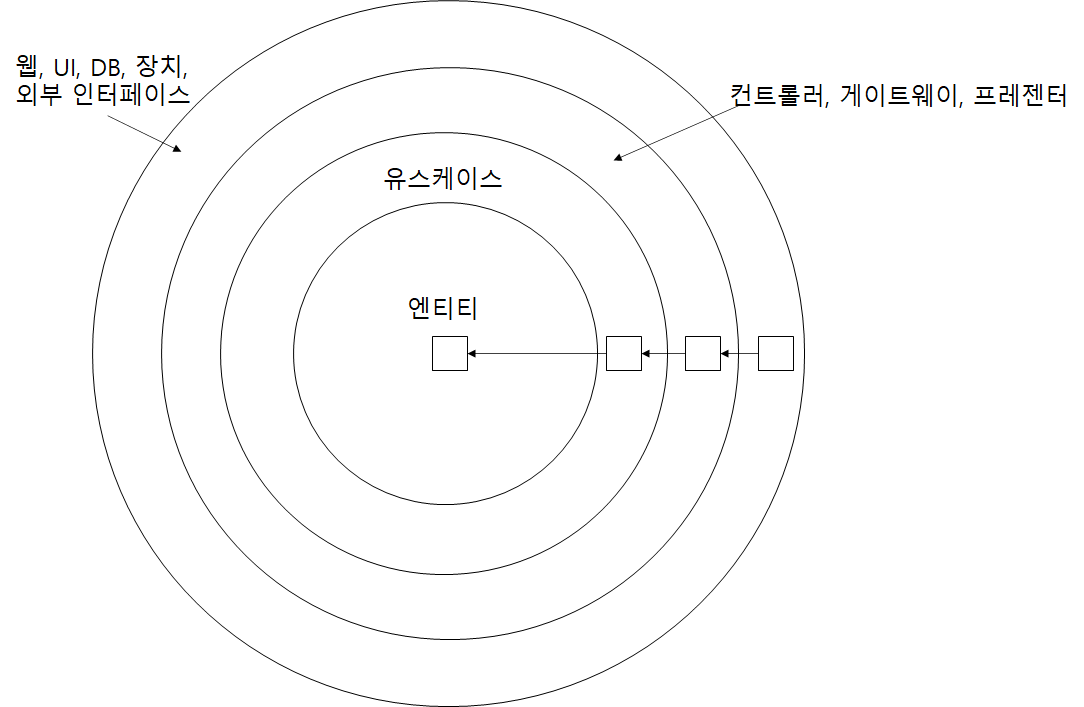 웹, UI, DB, 장치,
외부 인터페이스
컨트롤러, 게이트웨이, 프레젠터
유스케이스
엔티티